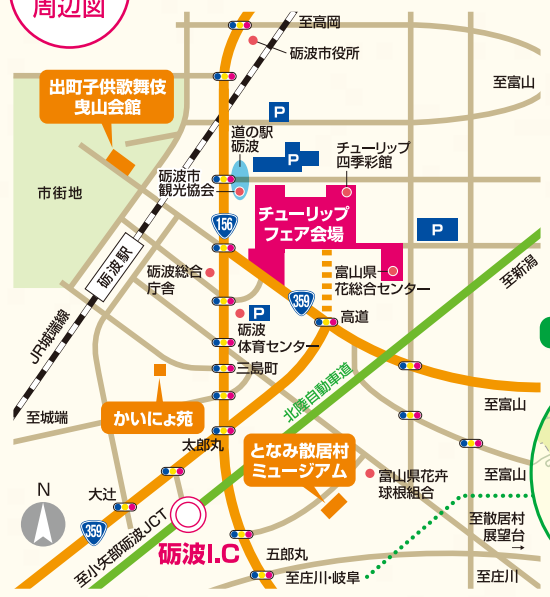 周辺図
至高岡
砺波市役所
出町子供歌舞伎
曳山会館
至富山
P
道の駅
砺波
P
チューリップ
四季彩館
砺波市
観光協会
市街地
チューリップ
フェア会場
156
P
砺波駅
砺波総合
庁舎
富山県
花総合センター
至新潟
359
高道
P
砺波
体育センター
JR城端線
三島町
北陸自動車道
かいにょ苑
至城端
至富山
太郎丸
となみ散居村
ミュージアム
富山県花卉
球根組合
至富山
N
大辻
359
砺波I.C
至小矢部砺波JCT
至散居村
展望台
→
五郎丸
至庄川・岐阜
至庄川